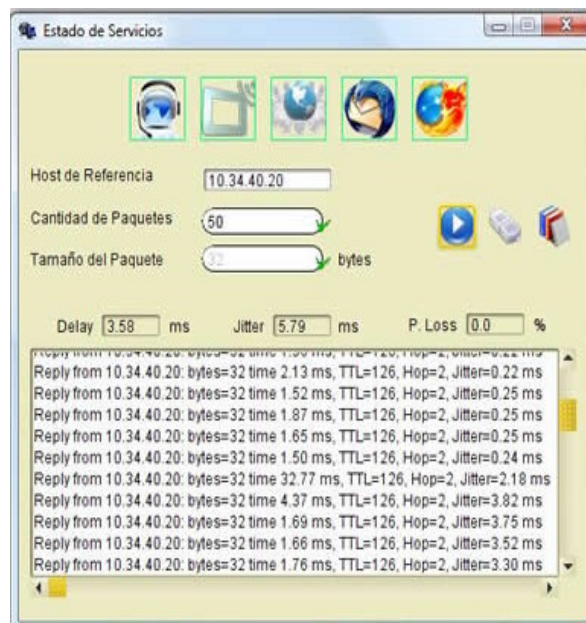 Estado de Servicios
Host de Referencia 10.34.40.20
Cantidad de Paquetes 50
Tamaño del Paquete 32 bytes
Delay 3.58 ms Jitter 5.79 ms P. Loss 0.0 %
Reply from 10.34.40.20: bytes=32 time 2.13 ms, TTL=126, Hop=2, Jitter=0.22 ms
Reply from 10.34.40.20: bytes=32 time 1.52 ms, TTL=126, Hop=2, Jitter=0.25 ms
Reply from 10.34.40.20: bytes=32 time 1.87 ms, TTL=126, Hop=2, Jitter=0.25 ms
Reply from 10.34.40.20: bytes=32 time 1.65 ms, TTL=126, Hop=2, Jitter=0.25 ms
Reply from 10.34.40.20: bytes=32 time 1.50 ms, TTL=126, Hop=2, Jitter=0.24 ms
Reply from 10.34.40.20: bytes=32 time 32.77 ms, TTL=126, Hop=2, Jitter=2.18 ms
Reply from 10.34.40.20: bytes=32 time 4.37 ms, TTL=126, Hop=2, Jitter=3.82 ms
Reply from 10.34.40.20: bytes=32 time 1.69 ms, TTL=126, Hop=2, Jitter=3.75 ms
Reply from 10.34.40.20: bytes=32 time 1.66 ms, TTL=126, Hop=2, Jitter=3.52 ms
Reply from 10.34.40.20: bytes=32 time 1.76 ms, TTL=126, Hop=2, Jitter=3.30 ms